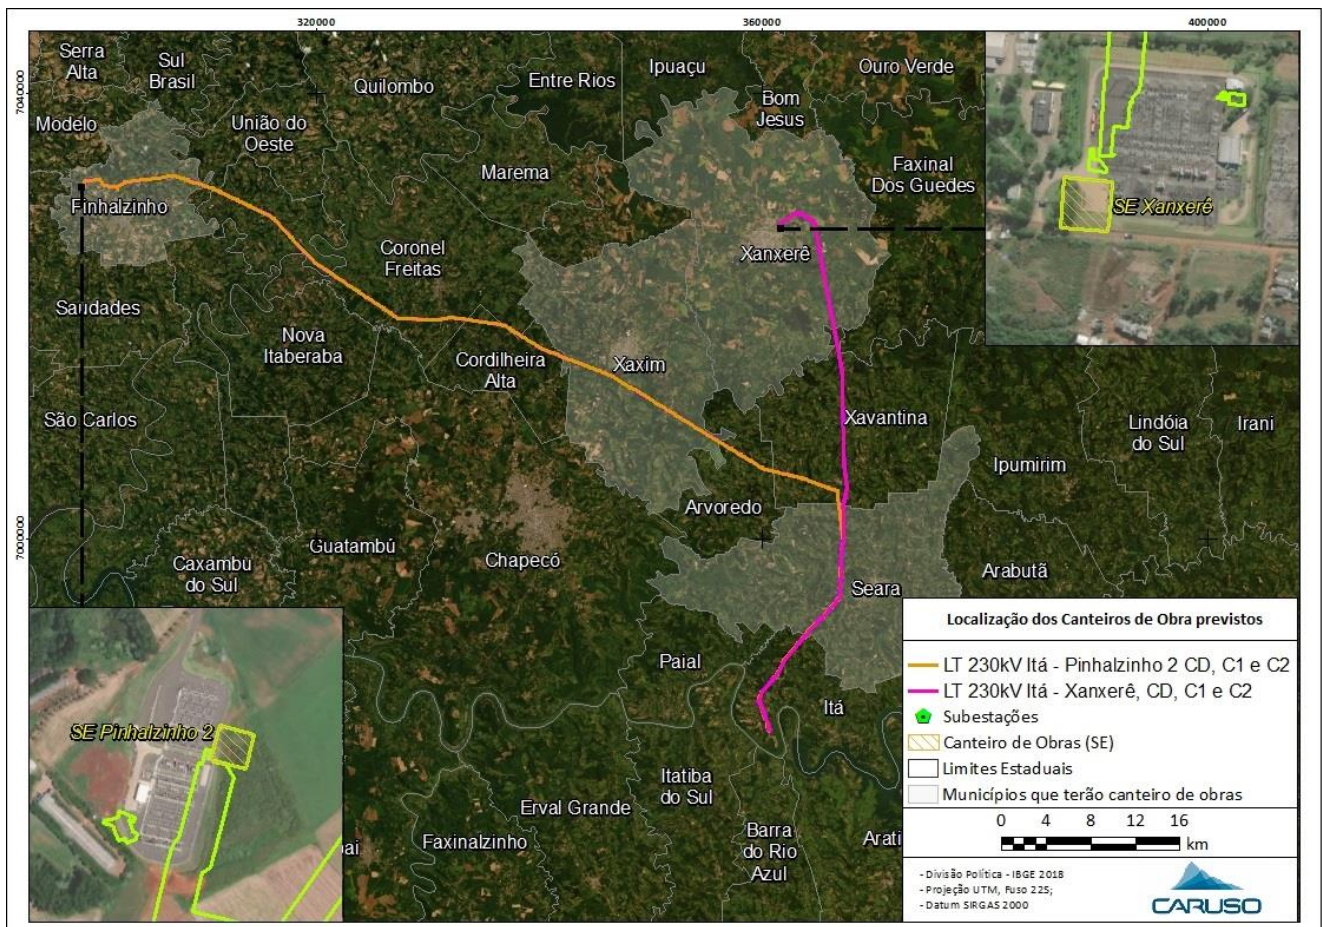 320000
360000
400000
7040000
7000000
Serra
Alta
Sul
Brasil
Quilombo
Entre Rios
Ipuaçu
Ouro Verde
Bom
Jesus
Modelo
União do
Oeste
Marema
Faxinal
Dos Guedes
Finhalzinho
Coronel
Freitas
Xanxerê
SE Xanxerê
Saudades
Nova
Itaberaba
Cordilheira
Alta
Xaxim
São Carlos
Xavantina
Lindóia
do Sul
Irani
Ipumirim
Arvoredo
Guatambú
Chapecó
Caxambu
do Sul
Seara
Arabutã
Paial
Itá
SE Pinhalzinho 2
Itatiba
do Sul
Erval Grande
Faxinalzinho
Barra
do Rio
Azul
Arati
ai
Localização dos Canteiros de Obra previstos
LT 230kV Itá - Pinhalzinho 2 CD, C1 e C2
LT 230kV Itá - Xanxerê, CD, C1 e C2
Subestações
Canteiro de Obras (SE)
Limites Estaduais
Municípios que terão canteiro de obras
0 4 8 12 16
km
- Divisão Política - IBGE 2018
- Projeção UTM, Fuso 22S;
- Datum SIRGAS 2000
CARUSO